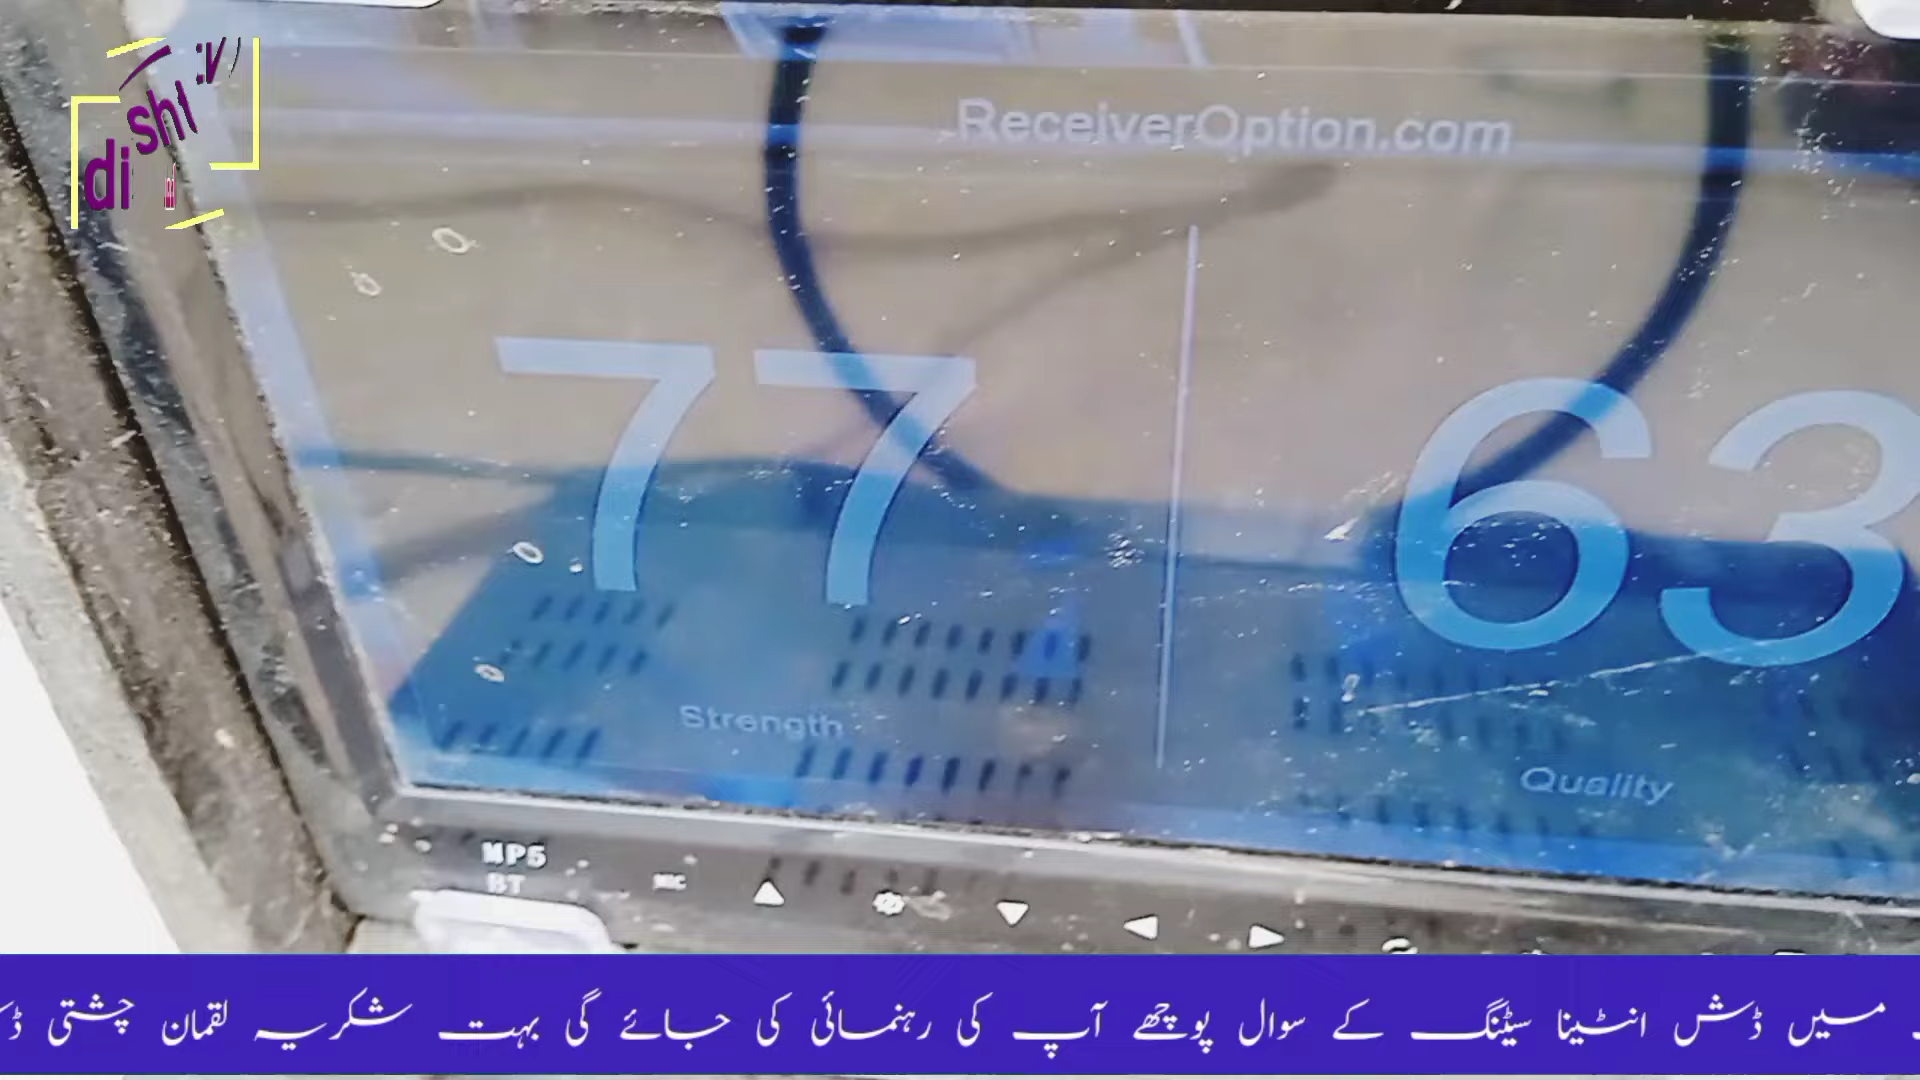 ReceiverOption.com
77
63
Strength
Quality
MP5
BT
MIC
میں ڈش انٹینا سیٹنگ کے سوال پوچھے آپ کی رہنمائی کی جائے گی بہت شکریہ لقمان چشتی